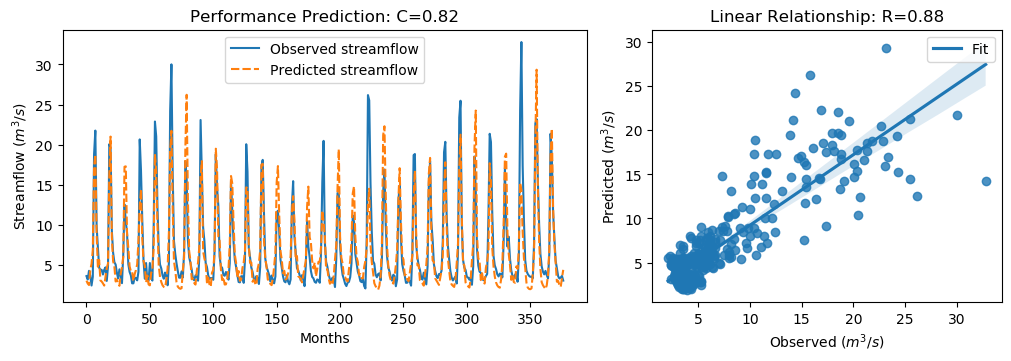 Performance Prediction: C=0.82
Streamflow (m³/s)
30
25
20
15
10
5
Observed streamflow
Predicted streamflow
0
50
100
150
200
250
300
350
Months
Linear Relationship: R=0.88
Predicted (m³/s)
30
25
20
15
10
5
Fit
5
10
15
20
25
30
Observed (m³/s)